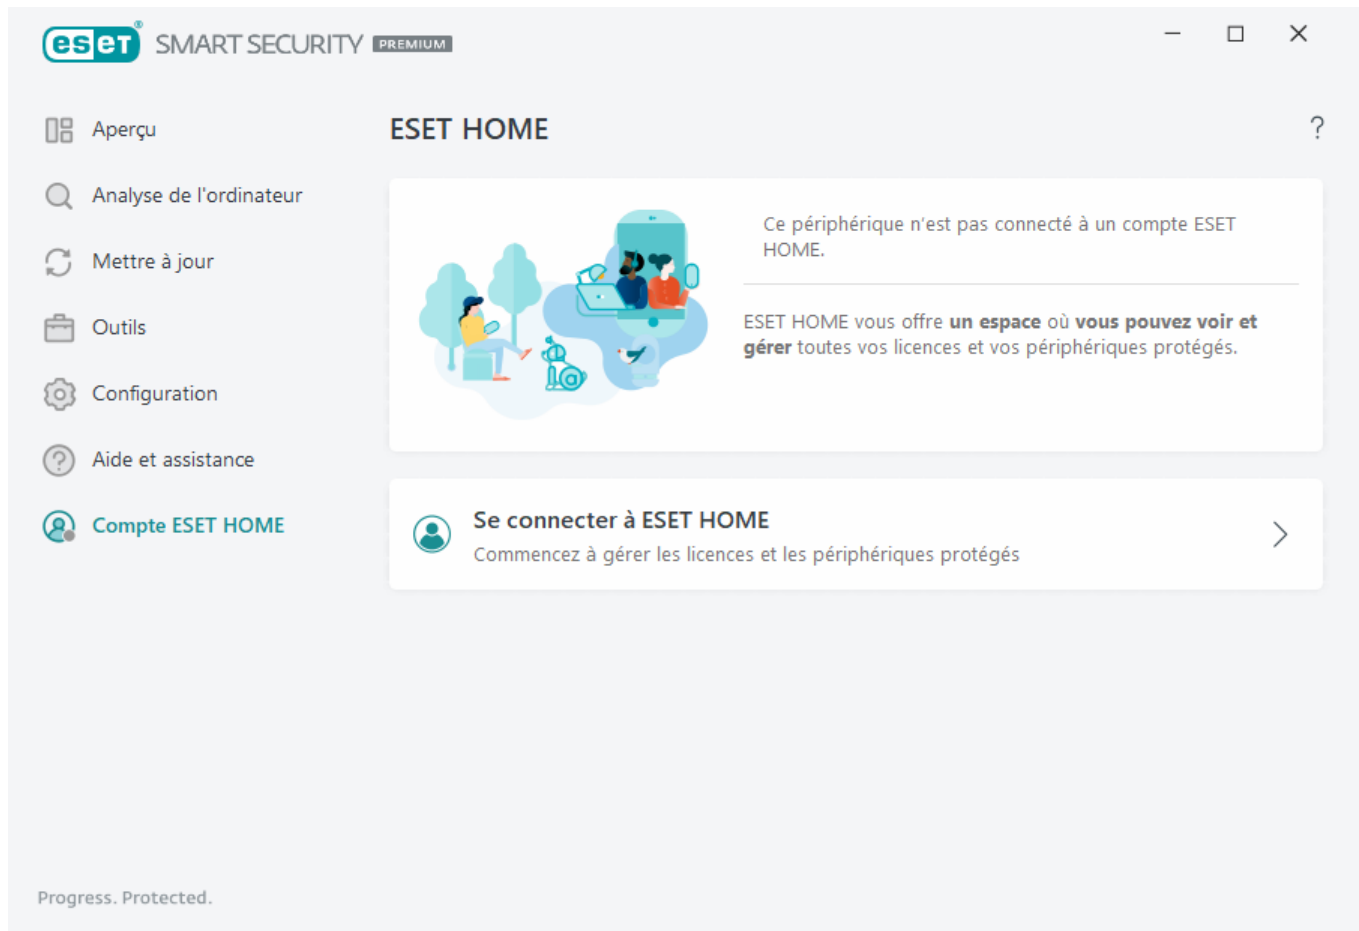 eset® SMART SECURITY PREMIUM
Aperçu
Analyse de l'ordinateur
Mettre à jour
Outils
Configuration
Aide et assistance
Compte ESET HOME
ESET HOME
?
Ce périphérique n'est pas connecté à un compte ESET
HOME.
ESET HOME vous offre un espace où vous pouvez voir et
gérer toutes vos licences et vos périphériques protégés.
Se connecter à ESET HOME
Commencez à gérer les licences et les périphériques protégés
Progress. Protected.